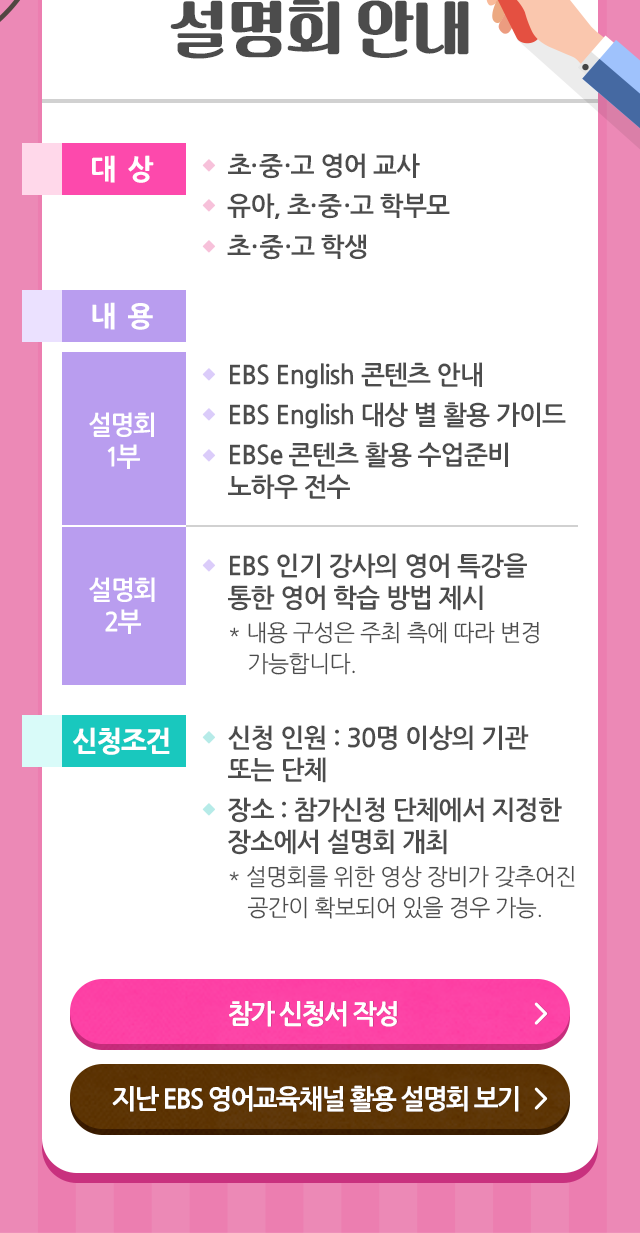 설명회 안내
대 상
초·중·고 영어 교사
유아, 초·중·고 학부모
초·중·고 학생
내 용
설명회
1부
EBS English 콘텐츠 안내
EBS English 대상 별 활용 가이드
EBSe 콘텐츠 활용 수업준비
노하우 전수
설명회
2부
EBS 인기 강사의 영어 특강을
통한 영어 학습 방법 제시
* 내용 구성은 주최 측에 따라 변경
가능합니다.
신청조건
신청 인원 : 30명 이상의 기관
또는 단체
장소 : 참가신청 단체에서 지정한
장소에서 설명회 개최
* 설명회를 위한 영상 장비가 갖추어진
공간이 확보되어 있을 경우 가능.
참가 신청서 작성
지난 EBS 영어교육채널 활용 설명회 보기